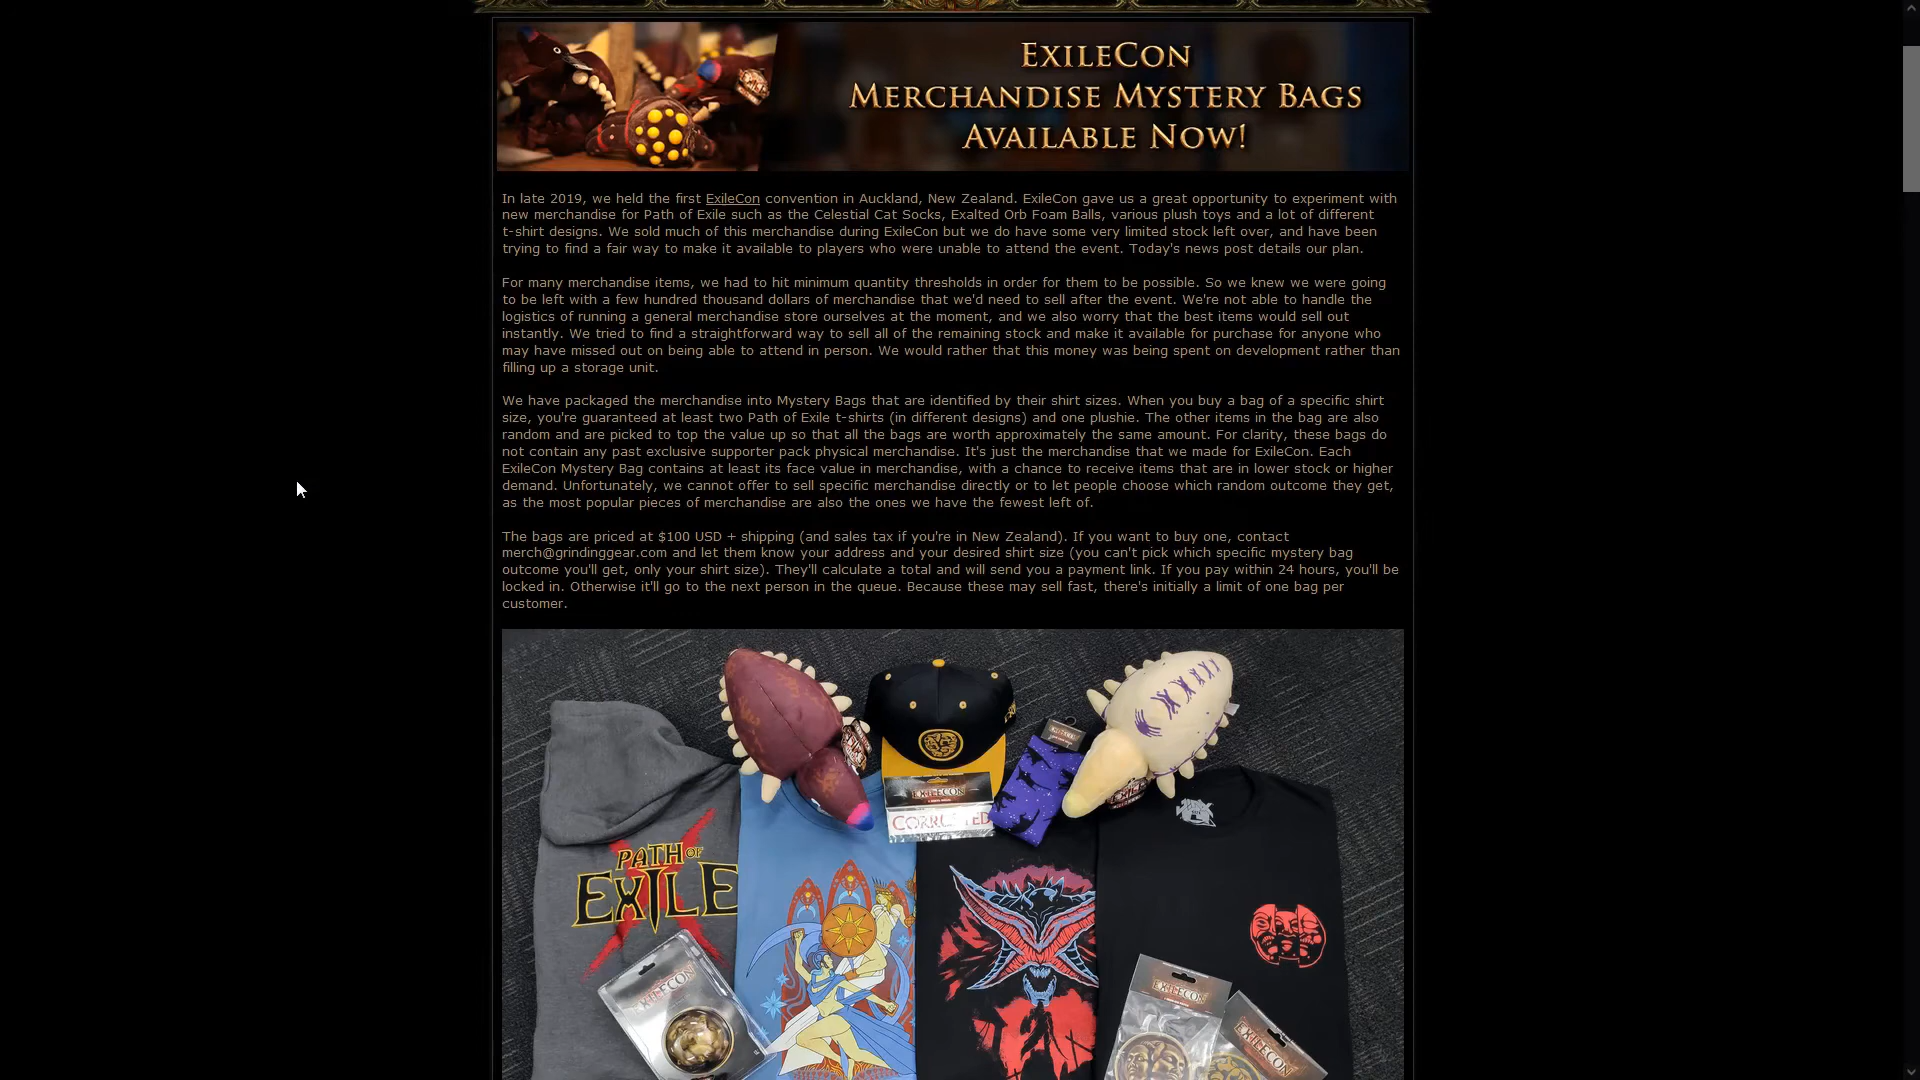 EXILECON
MERCHANDISE MYSTERY BAGS
AVAILABLE NOW!
In late 2019, we held the first ExileCon convention in Auckland, New Zealand. ExileCon gave us a great opportunity to experiment with
new merchandise for Path of Exile such as the Celestial Cat Socks, Exalted Orb Foam Balls, various plush toys and a lot of different
t-shirt designs. We sold much of this merchandise during ExileCon but we do have some very limited stock left over, and have been
trying to find a fair way to make it available to players who were unable to attend the event. Today's news post details our plan.
For many merchandise items, we had to hit minimum quantity thresholds in order for them to be possible. So we knew we were going
to be left with a few hundred thousand dollars of merchandise that we'd need to sell after the event. We're not able to handle the
logistics of running a general merchandise store ourselves at the moment, and we also worry that the best items would sell out
instantly. We tried to find a straightforward way to sell all of the remaining stock and make it available for purchase for anyone who
may have missed out on being able to attend in person. We would rather that this money was being spent on development rather than
filling up a storage unit.
We have packaged the merchandise into Mystery Bags that are identified by their shirt sizes. When you buy a bag of a specific shirt
size, you're guaranteed at least two Path of Exile t-shirts (in different designs) and one plushie. The other items in the bag are also
random and are picked to top the value up so that all the bags are worth approximately the same amount. For clarity, these bags do
not contain any past exclusive supporter pack physical merchandise. It's just the merchandise that we made for ExileCon. Each
ExileCon Mystery Bag contains at least its face value in merchandise, with a chance to receive items that are in lower stock or higher
demand. Unfortunately, we cannot offer to sell specific merchandise directly or to let people choose which random outcome they get,
as the most popular pieces of merchandise are also the ones we have the fewest left of.
The bags are priced at $100 USD + shipping (and sales tax if you're in New Zealand). If you want to buy one, contact
merch@grindinggear.com and let them know your address and your desired shirt size (you can't pick which specific mystery bag
outcome you'll get, only your shirt size). They'll calculate a total and will send you a payment link. If you pay within 24 hours, you'll be
locked in. Otherwise it'll go to the next person in the queue. Because these may sell fast, there's initially a limit of one bag per
customer.
EXILECON
CORRUPTED
PATH OF
EXILE
EXILECON
EXILECON
EXILECON